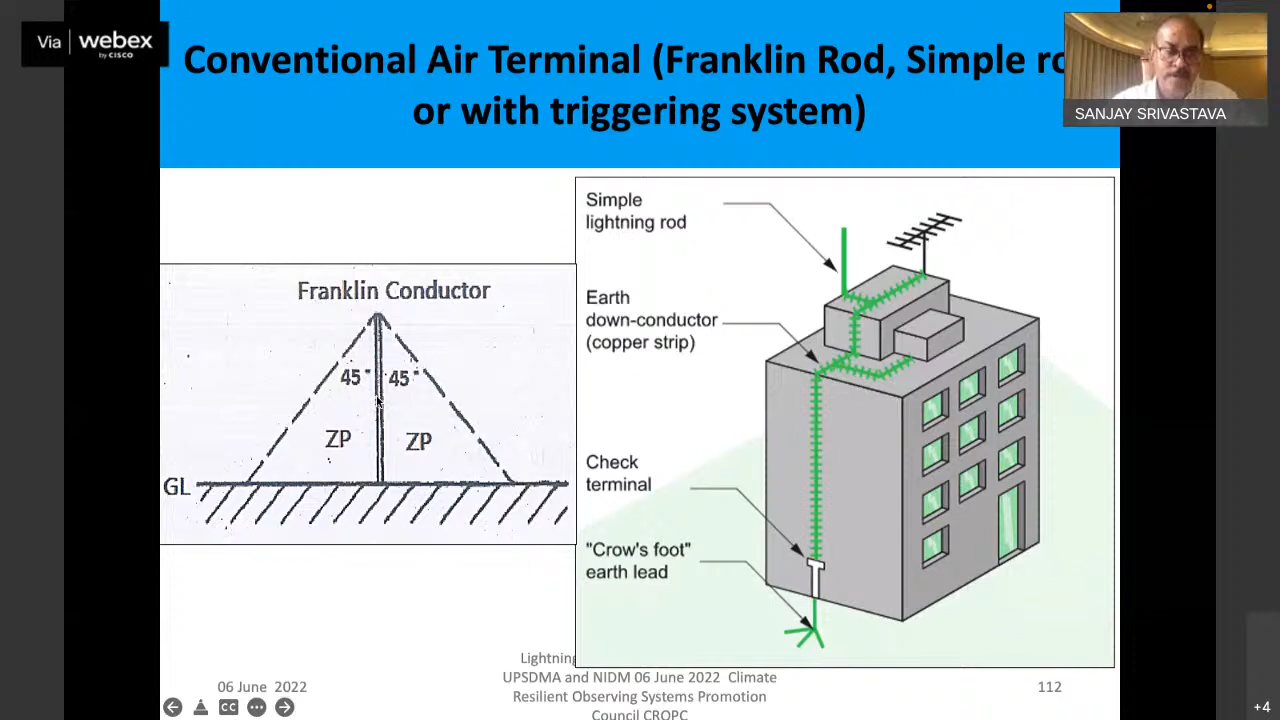 Via webex
by CISCO
Conventional Air Terminal (Franklin Rod, Simple
or with triggering system)
SANJAY SRIVASTAVA
Franklin Conductor
45° 45°
ZP ZP
GL
Simple
lightning rod
Earth
down-conductor
(copper strip)
Check
terminal
"Crow's foot"
earth lead
Lightning
UPSDMA and NIDM 06 June 2022 Climate
Resilient Observing Systems Promotion
Council CROPC
06 June 2022
112
CC
+4